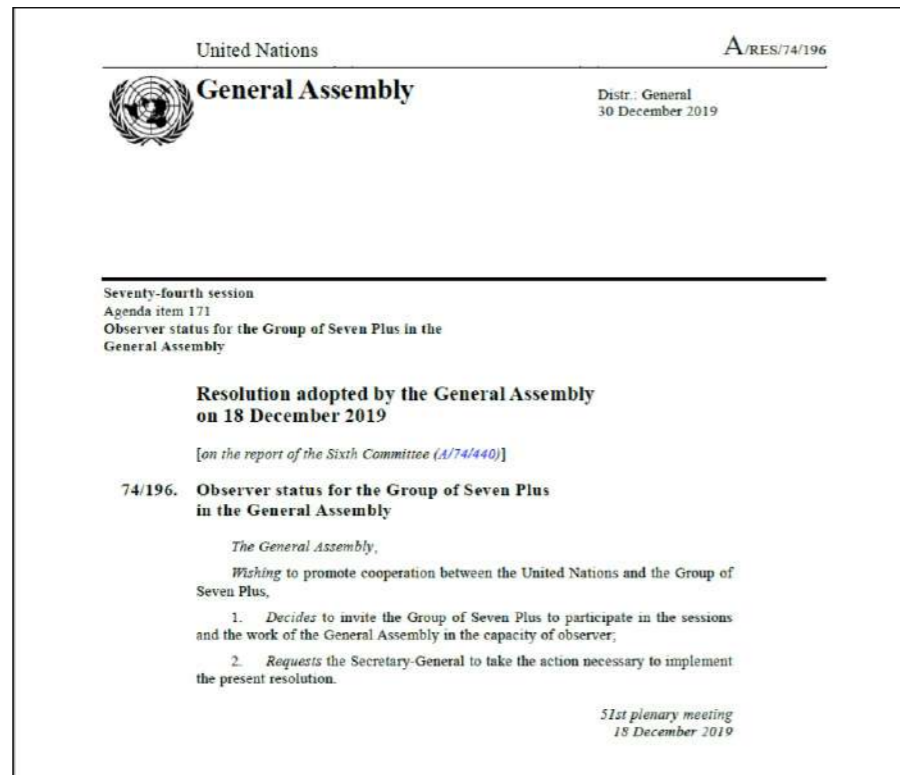 United Nations
A/RES/74/196
General Assembly
Distr.: General
30 December 2019
Seventy-fourth session
Agenda item 171
Observer status for the Group of Seven Plus in the
General Assembly
Resolution adopted by the General Assembly
on 18 December 2019
[on the report of the Sixth Committee (A/74/440)]
74/196. Observer status for the Group of Seven Plus
in the General Assembly
The General Assembly,
Wishing to promote cooperation between the United Nations and the Group of
Seven Plus,
1. Decides to invite the Group of Seven Plus to participate in the sessions
and the work of the General Assembly in the capacity of observer;
2. Requests the Secretary-General to take the action necessary to implement
the present resolution.
51st plenary meeting
18 December 2019